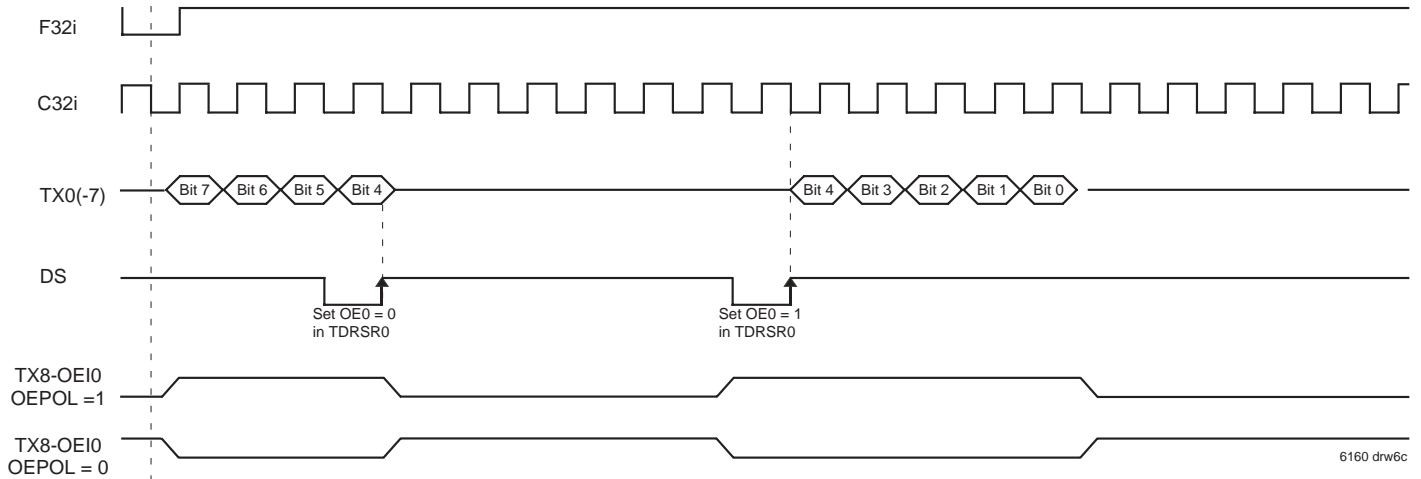 F32i
C32i
TX0(-7)
Bit 7 Bit 6 Bit 5 Bit 4 Bit 4 Bit 3 Bit 2 Bit 1 Bit 0
DS
Set OE0 = 0
in TDRSR0
Set OE0 = 1
in TDRSR0
TX8-OEI0
OEPOL =1
TX8-OEI0
OEPOL = 0
6160 drw6c